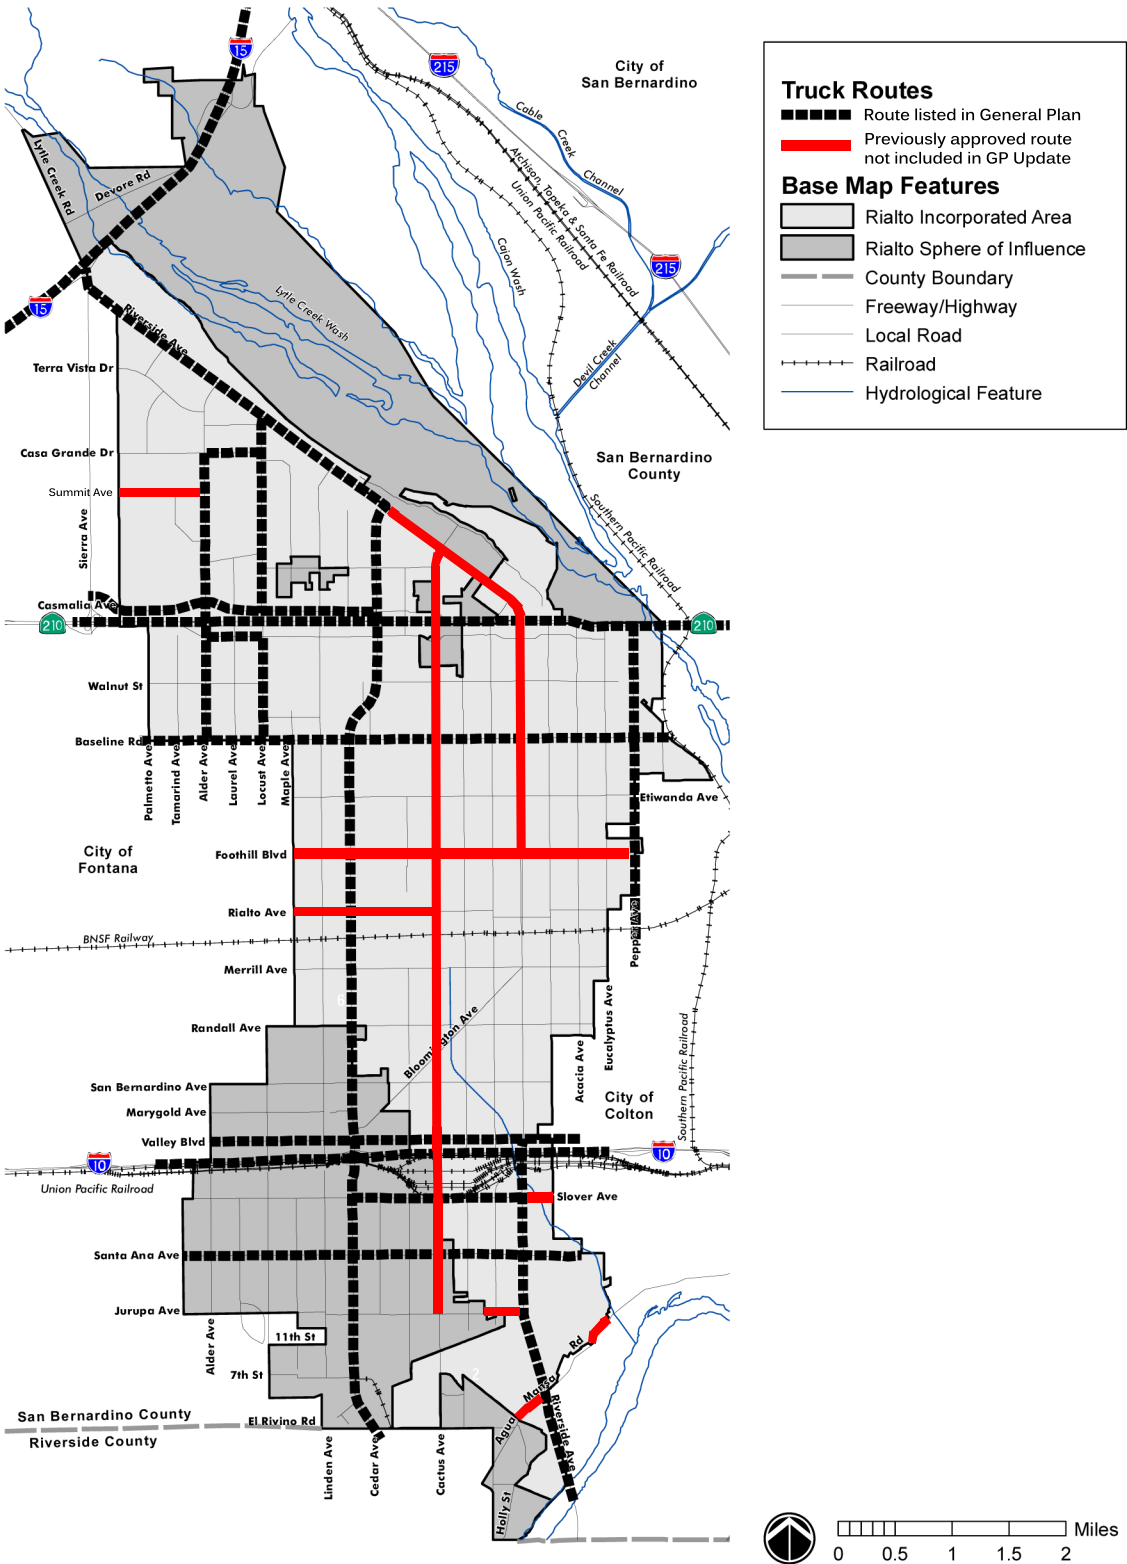 15
215
City of
San Bernardino
Cable
Creek
Channel
Truck Routes
Route listed in General Plan
Previously approved route
not included in GP Update
Base Map Features
Rialto Incorporated Area
Rialto Sphere of Influence
County Boundary
Freeway/Highway
Local Road
Railroad
Hydrological Feature
Lytle Creek Rd
Devore Rd
Atchison, Topeka & Santa Fe Railroad
Union Pacific Railroad
Cajon Wash
215
15
Lytle Creek Wash
Riverside Ave
Devil Creek
Channel
Terra Vista Dr
Casa Grande Dr
San Bernardino
County
Summit Ave
Sierra Ave
Southern Pacific Railroad
Casmalia Ave
210
210
Walnut St
Baseline Rd
Palmetto Ave
Tamarind Ave
Alder Ave
Laurel Ave
Locust Ave
Maple Ave
Etiwanda Ave
City of
Fontana
Foothill Blvd
Rialto Ave
Pepper Ave
BNSF Railway
Merrill Ave
6
Randall Ave
Bloomington Ave
Eucalyptus Ave
Acacia Ave
Southern Pacific Railroad
San Bernardino Ave
City of
Colton
Marygold Ave
Valley Blvd
10
10
Union Pacific Railroad
Slover Ave
Santa Ana Ave
Jurupa Ave
Alder Ave
11th St
7th St
2
Agua Mansa Rd
Riverside Ave
San Bernardino County
El Rivino Rd
Riverside County
Linden Ave
Cedar Ave
Cactus Ave
Holly St
Miles
0 0.5 1 1.5 2